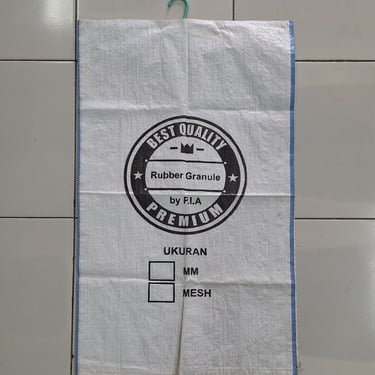 BEST QUALITY
Rubber Granule
by F.I.A
PREMIUM
UKURAN
MM
MESH